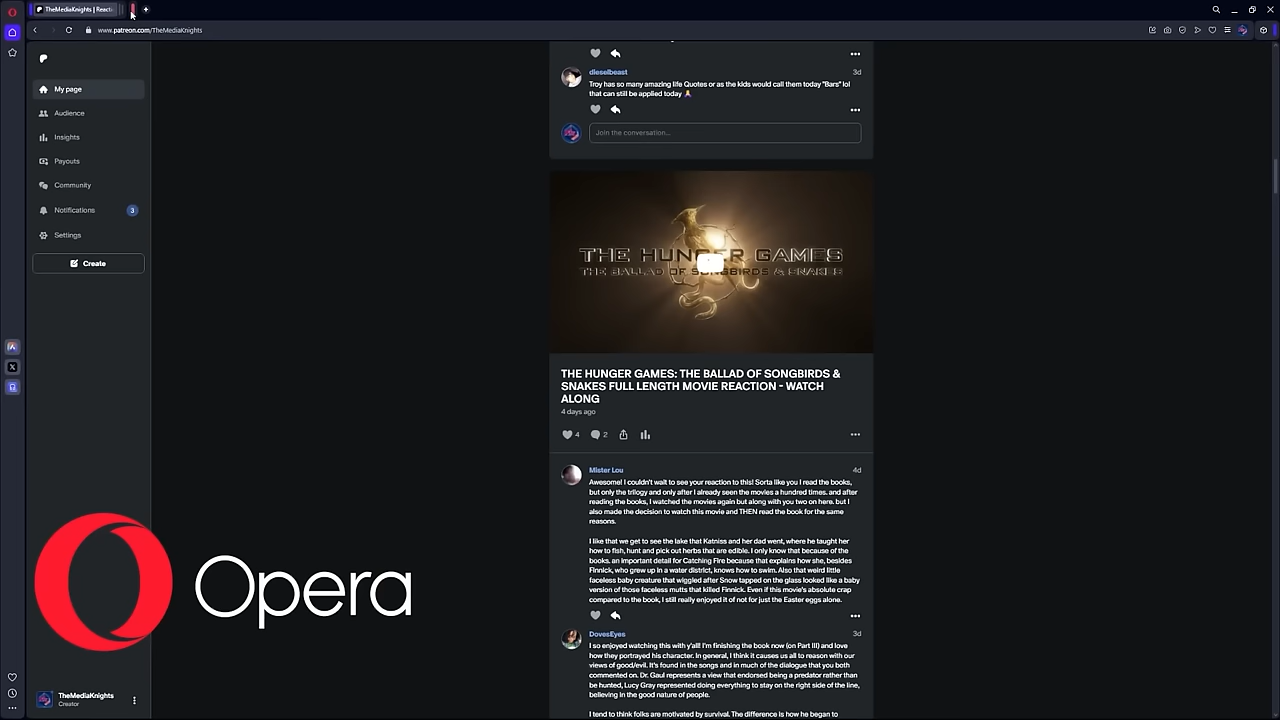 TheMediaKnights | Reacti
www.patreon.com/TheMediaKnights
My page
Audience
Insights
Payouts
Community
Notifications
3
Settings
Create
dieselbeast
3d
Troy has so many amazing life Quotes or as the kids would call them today "Bars" lol
that can still be applied today
Join the conversation...
THE HUNGER GAMES
THE BALLAD OF SONGBIRDS & SNAKES
THE HUNGER GAMES: THE BALLAD OF SONGBIRDS &
SNAKES FULL LENGTH MOVIE REACTION - WATCH
ALONG
4 days ago
4
2
Mister Lou
4d
Awesome! I couldn't wait to see your reaction to this! Sorta like you I read the books,
but only the trilogy and only after I already seen the movies a hundred times. and after
reading the books, I watched the movies again but along with you two on here. but I
also made the decision to watch this movie and THEN read the book for the same
reasons.
I like that we get to see the lake that Katniss and her dad went, where he taught her
how to fish, hunt and pick out herbs that are edible. I only know that because of the
books. an important detail for Catching Fire because that explains how she, besides
Finnick, who grew up in a water district, knows how to swim. Also that weird little
faceless baby creature that wiggled after Snow tapped on the glass looked like a baby
version of those faceless mutts that killed Finnick. Even if this movie's absolute crap
compared to the book, I still really enjoyed it of not for just the Easter eggs alone.
DovesEyes
3d
I so enjoyed watching this with y'all! I'm finishing the book now (on Part III) and love
how they portrayed his character. In general, I think it causes us all to reason with our
views of good/evil. It's found in the songs and in much of the dialogue that you both
commented on. Dr. Gaul represents a view that endorsed being a predator rather than
be hunted, Lucy Gray represented doing everything to stay on the right side of the line,
believing in the good nature of people.
I tend to think folks are motivated by survival. The difference is how he began to
Opera
TheMediaKnights
Creator